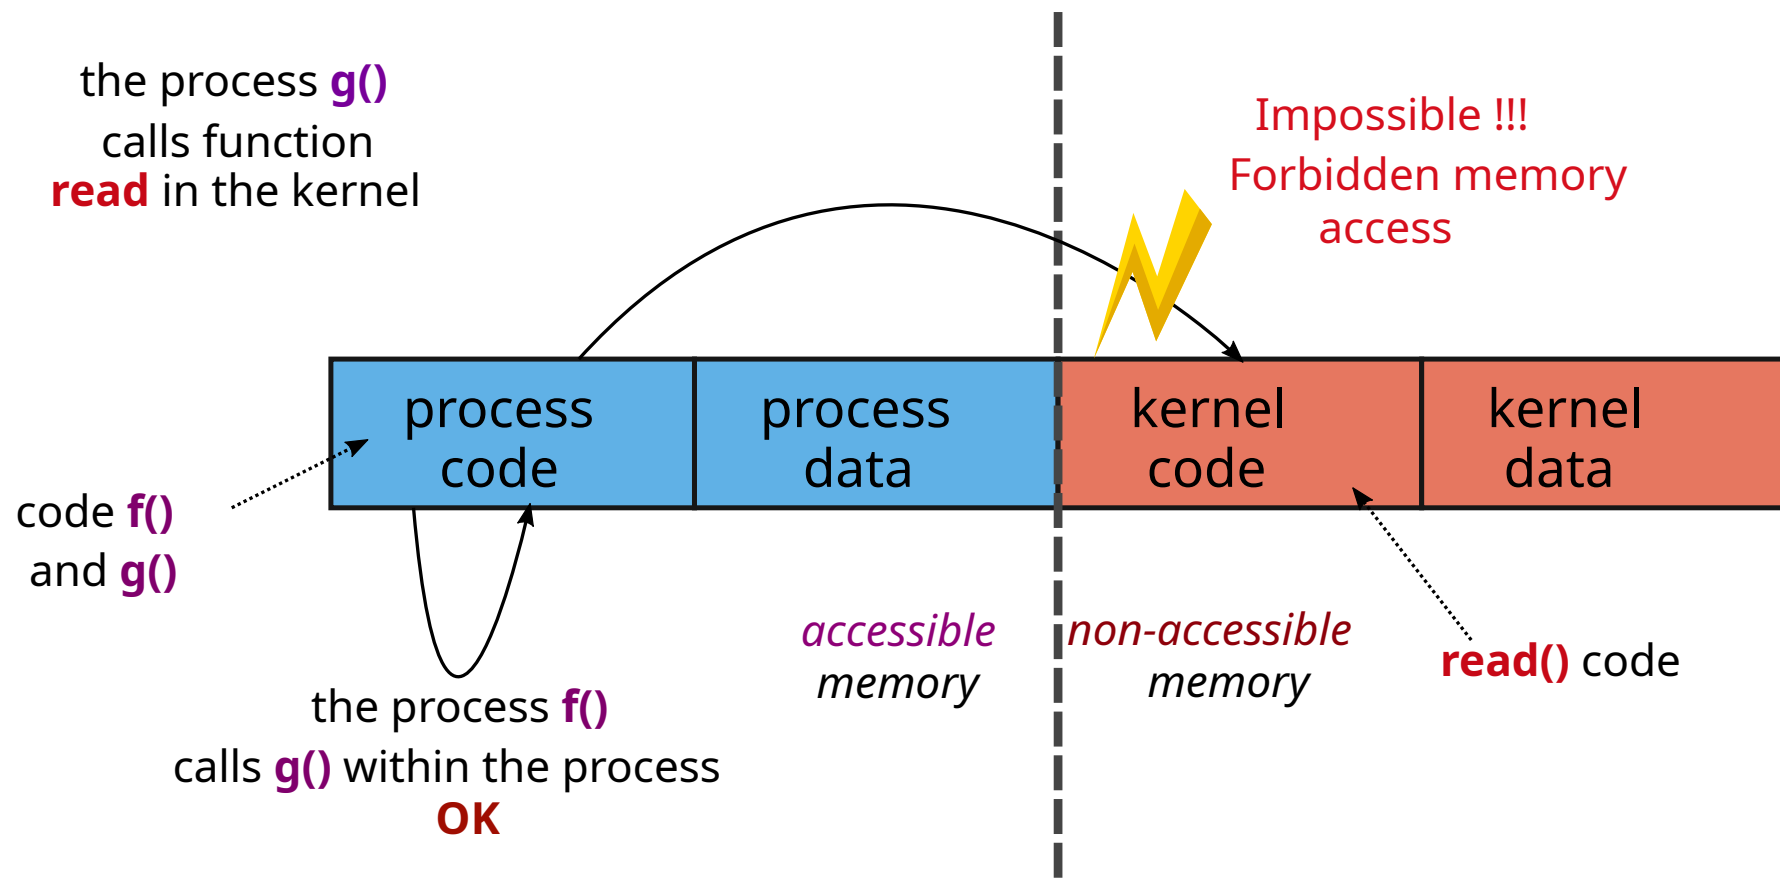 the process g()
calls function
read in the kernel
Impossible !!!
Forbidden memory
access
process
code
process
data
kernel
code
kernel
data
code f()
and g()
accessible
memory
non-accessible
memory
read() code
the process f()
calls g() within the process
OK